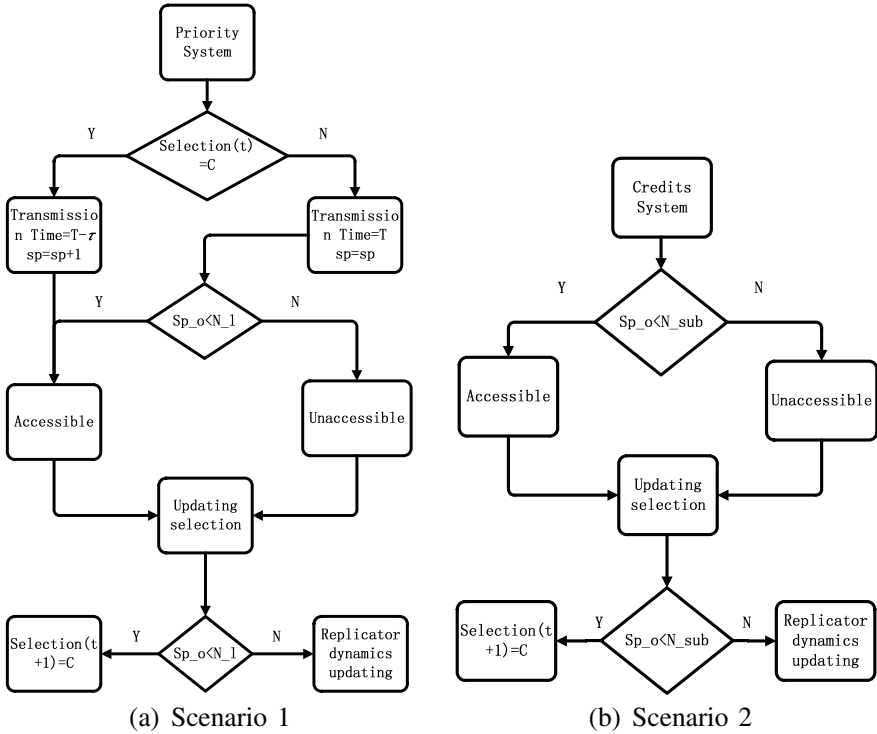 Priority
System
Y
N
Selection(t)
=C
Transmissio
n Time=T-τ
sp=sp+1
Transmissio
n Time=T
sp=sp
Y
N
Sp_o<N_l
Accessible
Unaccessible
Updating
selection
Selection(t
+1)=C
Y
Sp_o<N_l
N
Replicator
dynamics
updating
(a) Scenario 1
Credits
System
Y
N
Sp_o<N_sub
Accessible
Unaccessible
Updating
selection
Selection(t
+1)=C
Y
Sp_o<N_sub
N
Replicator
dynamics
updating
(b) Scenario 2